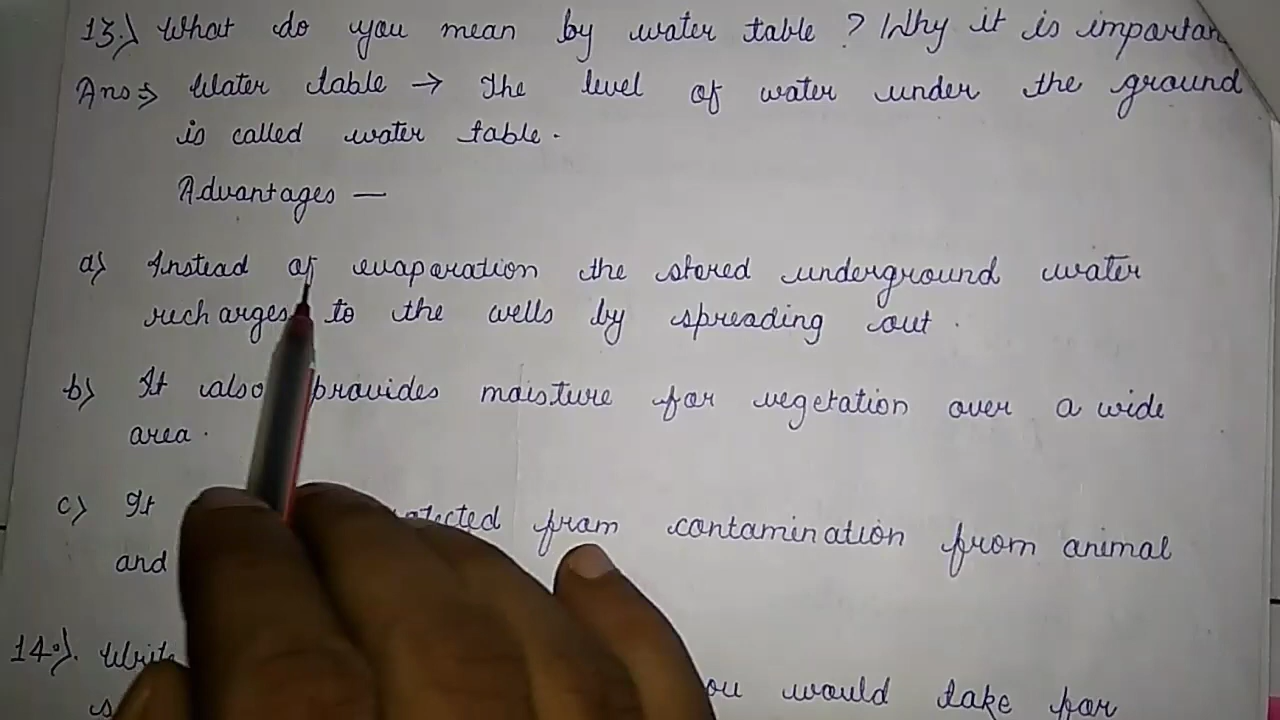 13.) What do you mean by water table ? Why it is importan
Ans⇒ Water table → The level of water under the ground
is called water table.
Advantages —
a) Instead of evaporation the stored underground water
recharges to the wells by spreading out.
b) It also provides moisture for vegetation over a wide
area.
c) It from contamination from animal
and
14). Write
would take for